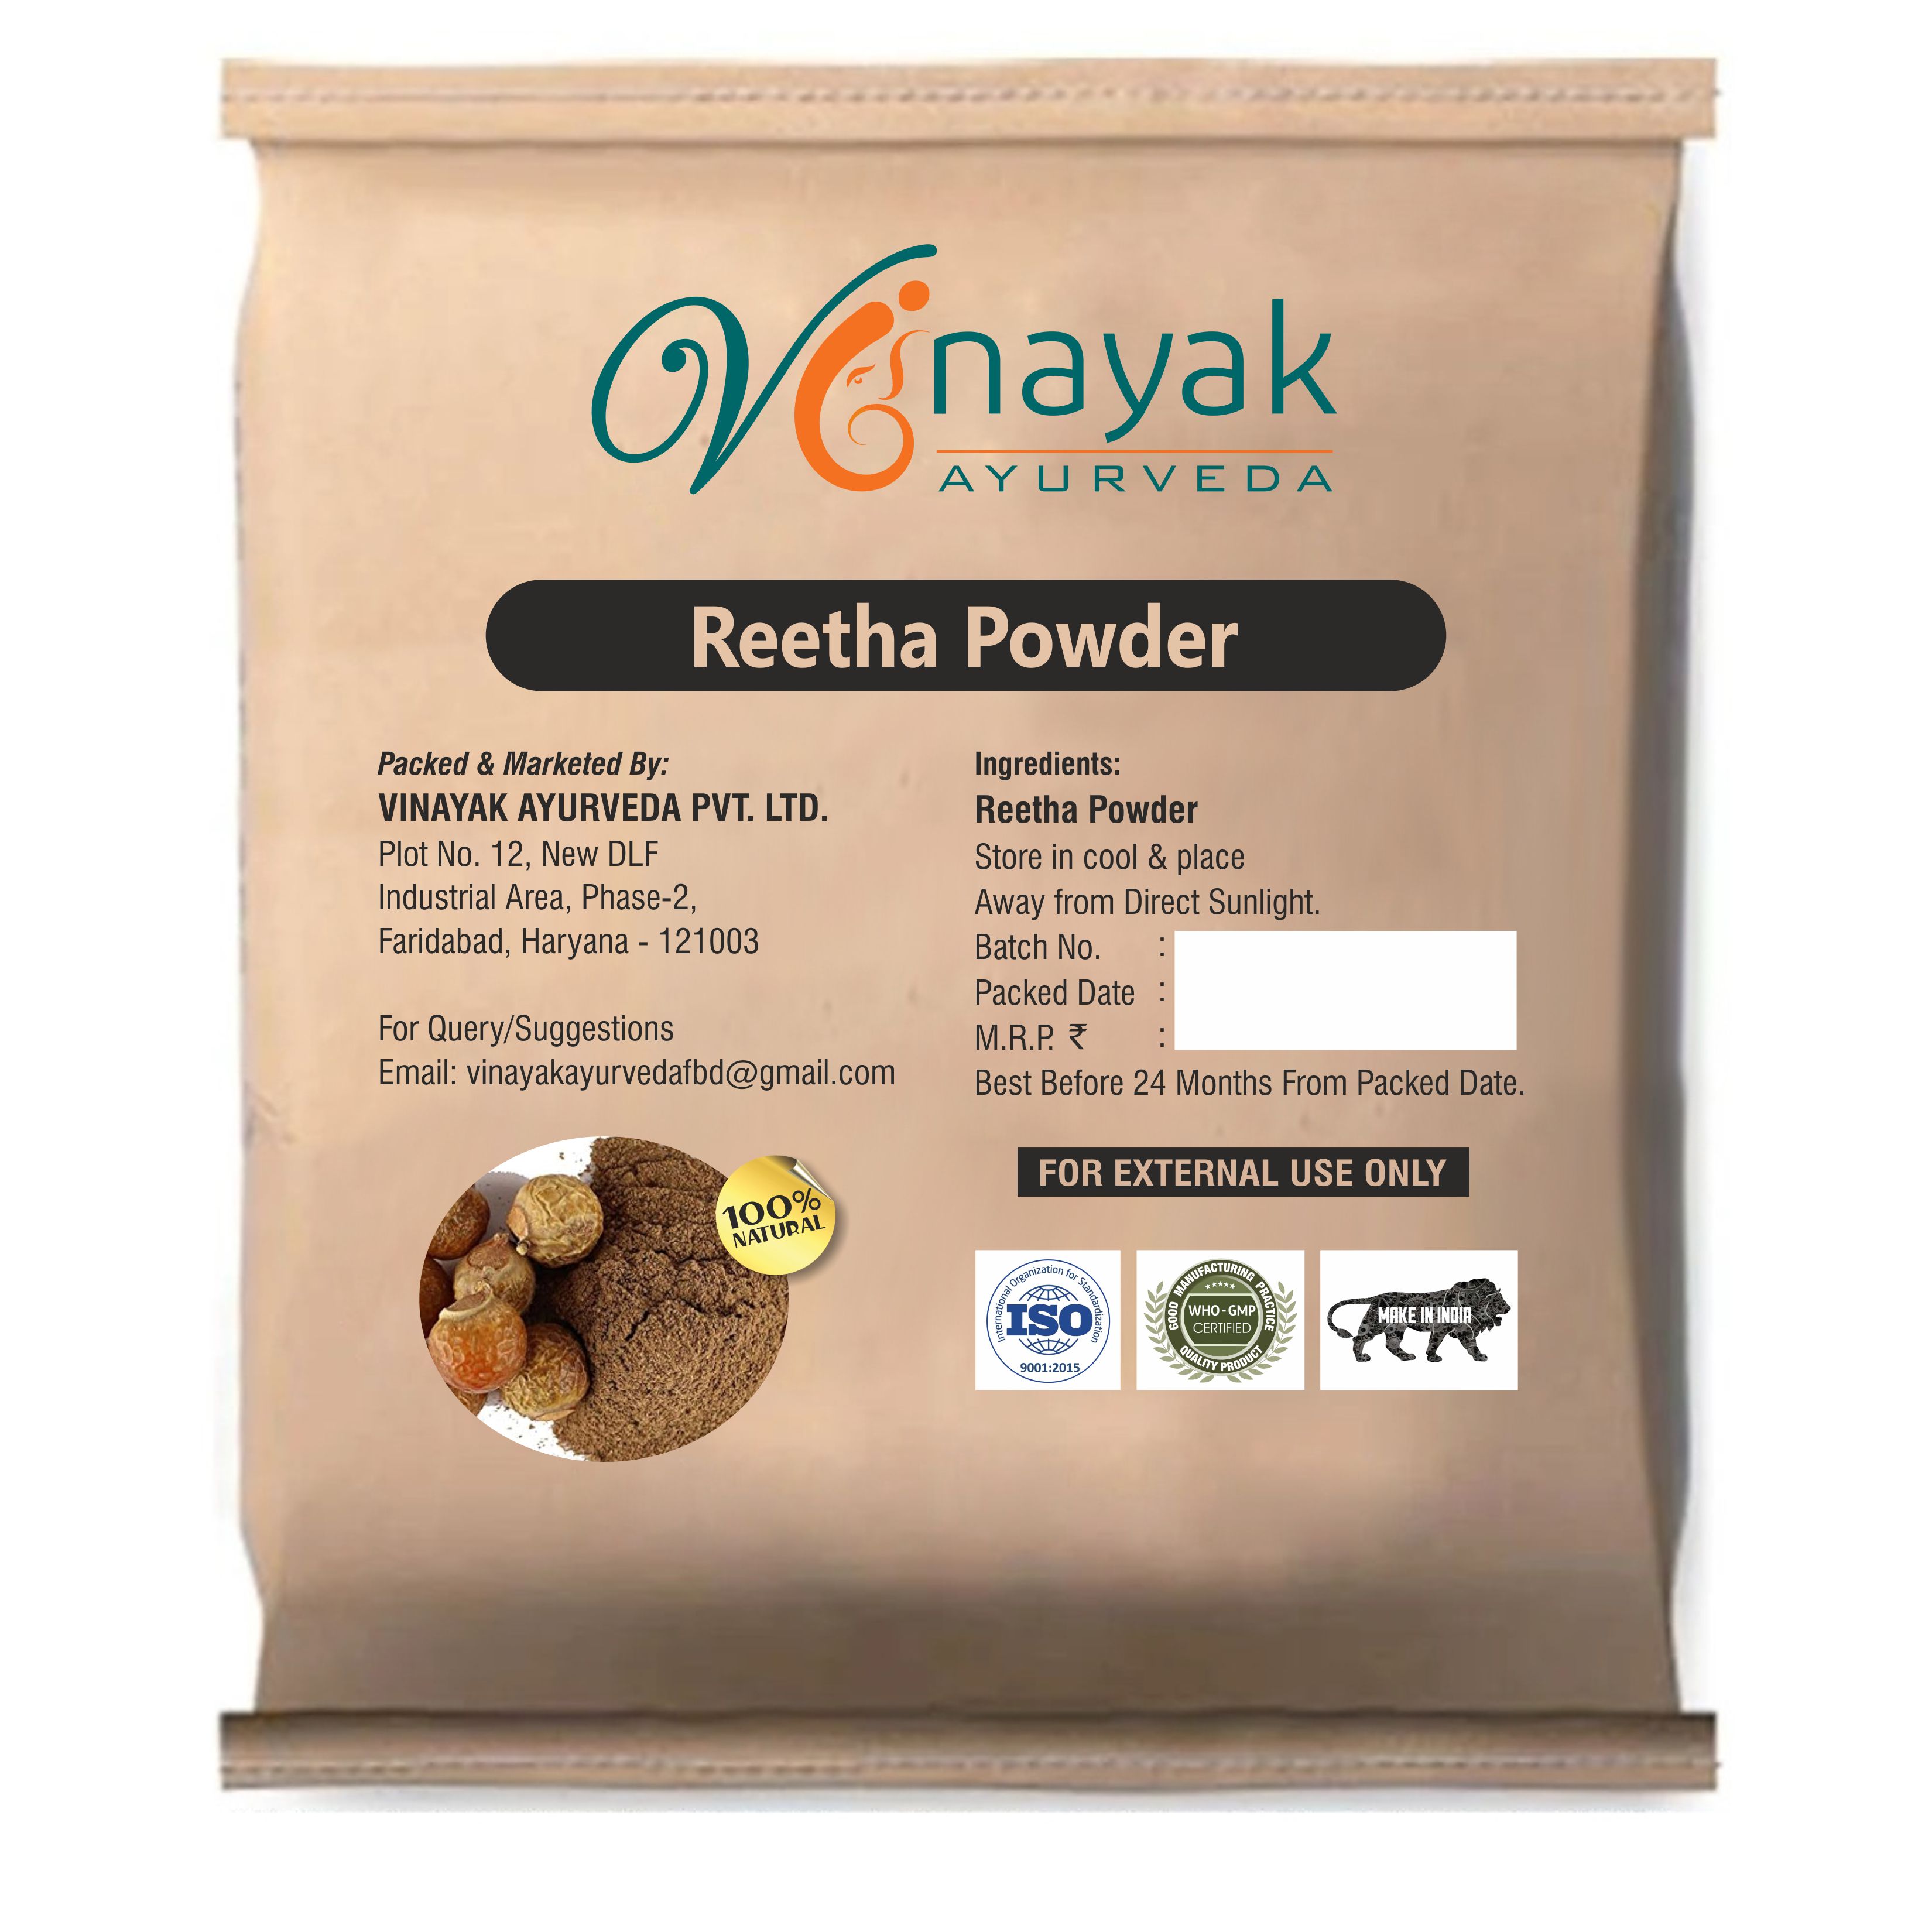 Vinayak
AYURVEDA
Reetha Powder
Packed & Marketed By:
VINAYAK AYURVEDA PVT. LTD.
Plot No. 12, New DLF
Industrial Area, Phase-2,
Faridabad, Haryana - 121003
For Query/Suggestions
Email: vinayakayurvedafbd@gmail.com
Ingredients:
Reetha Powder
Store in cool & place
Away from Direct Sunlight.
Batch No. :
Packed Date :
M.R.P. ₹ :
Best Before 24 Months From Packed Date.
100%
NATURAL
FOR EXTERNAL USE ONLY
International Organization for Standardization
ISO
9001:2015
GOOD MANUFACTURING PRACTICE
WHO - GMP
CERTIFIED
QUALITY PRODUCT
MAKE IN INDIA